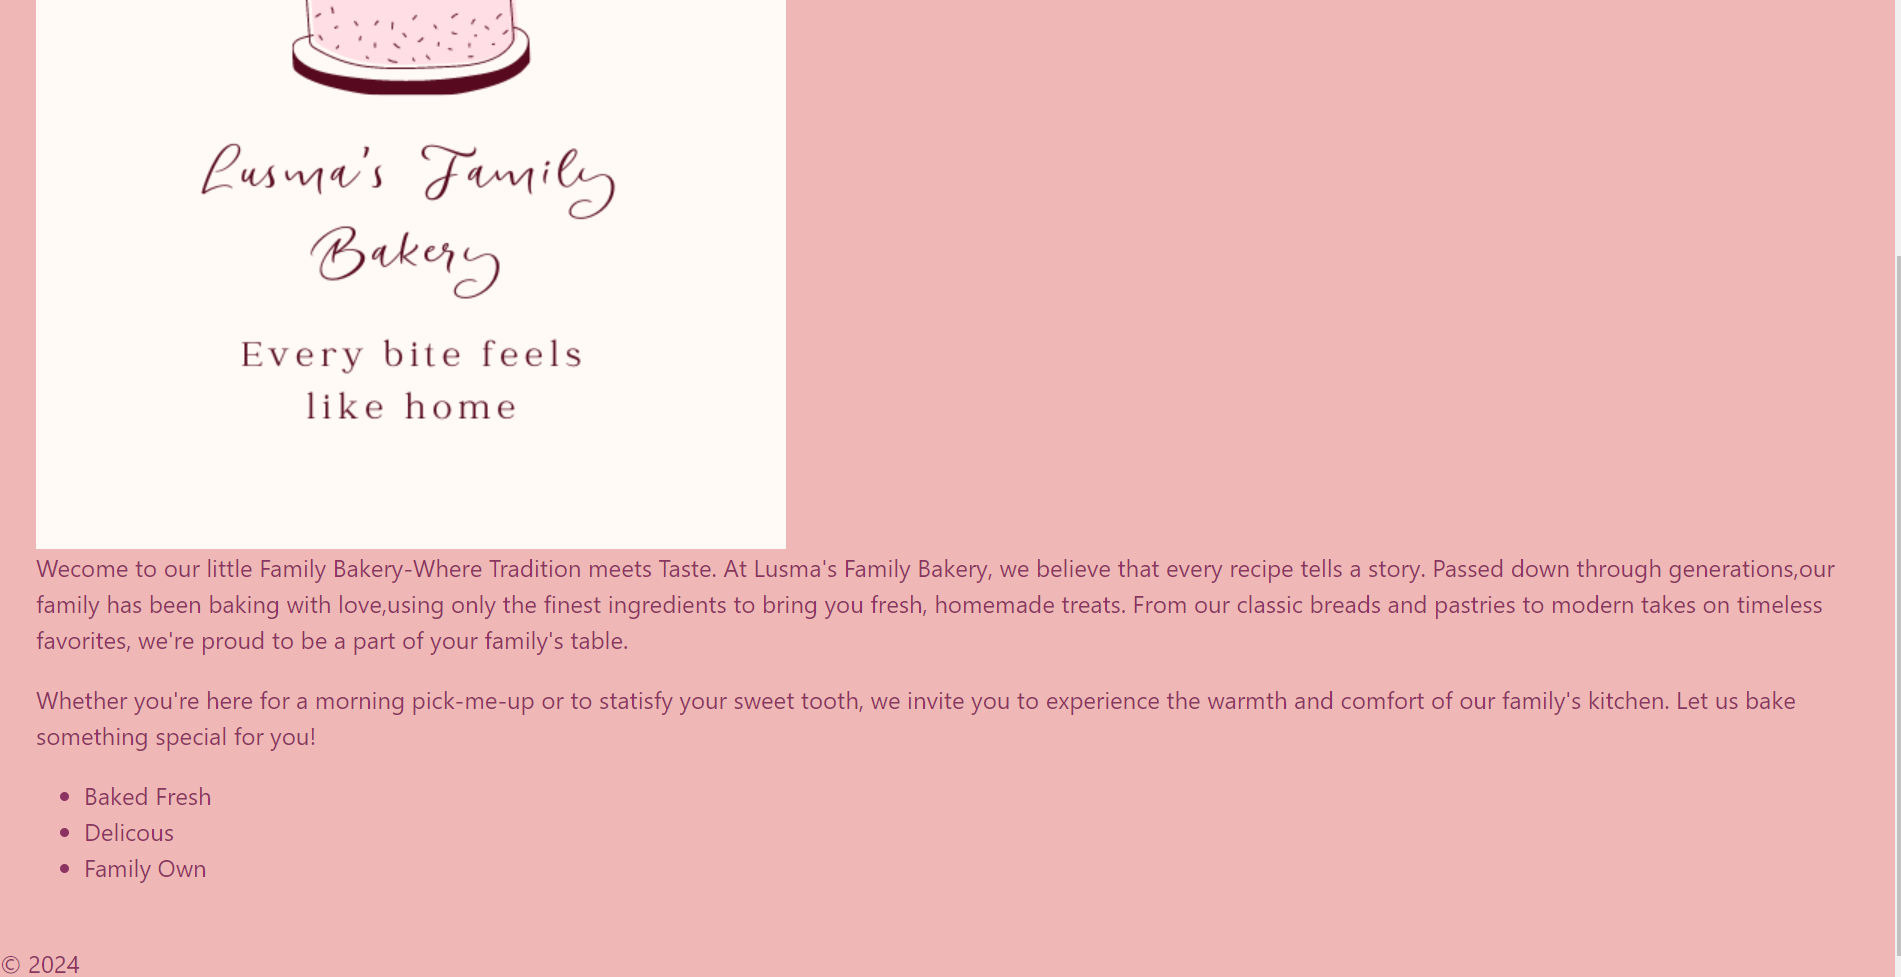 Lusma's Family
Bakery
Every bite feels
like home
Wecome to our little Family Bakery-Where Tradition meets Taste. At Lusma's Family Bakery, we believe that every recipe tells a story. Passed down through generations,our
family has been baking with love,using only the finest ingredients to bring you fresh, homemade treats. From our classic breads and pastries to modern takes on timeless
favorites, we're proud to be a part of your family's table.
Whether you're here for a morning pick-me-up or to statisfy your sweet tooth, we invite you to experience the warmth and comfort of our family's kitchen. Let us bake
something special for you!
• Baked Fresh
• Delicous
• Family Own
© 2024